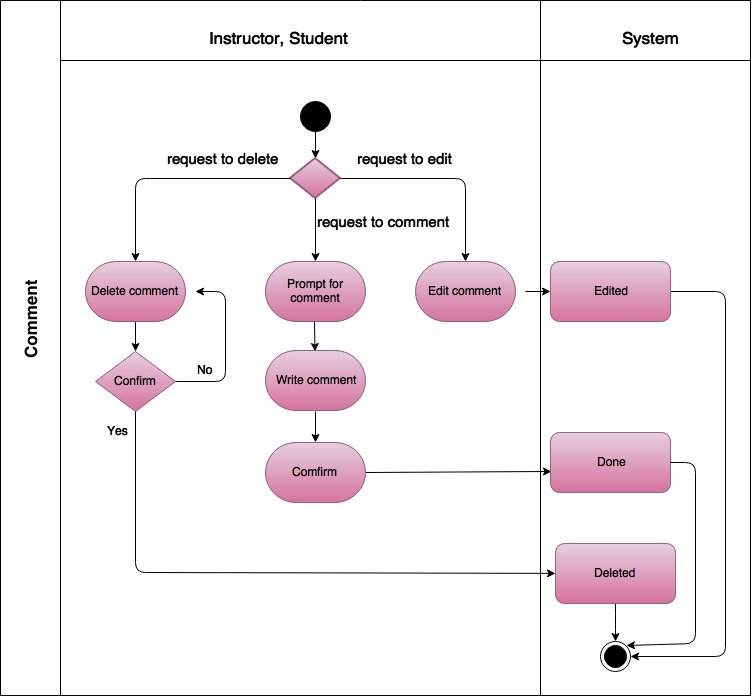 Instructor, Student
System
Comment
request to delete
request to edit
request to comment
Delete comment
Prompt for
comment
Edit comment
Edited
Confirm
No
Write comment
Yes
Comfirm
Done
Deleted